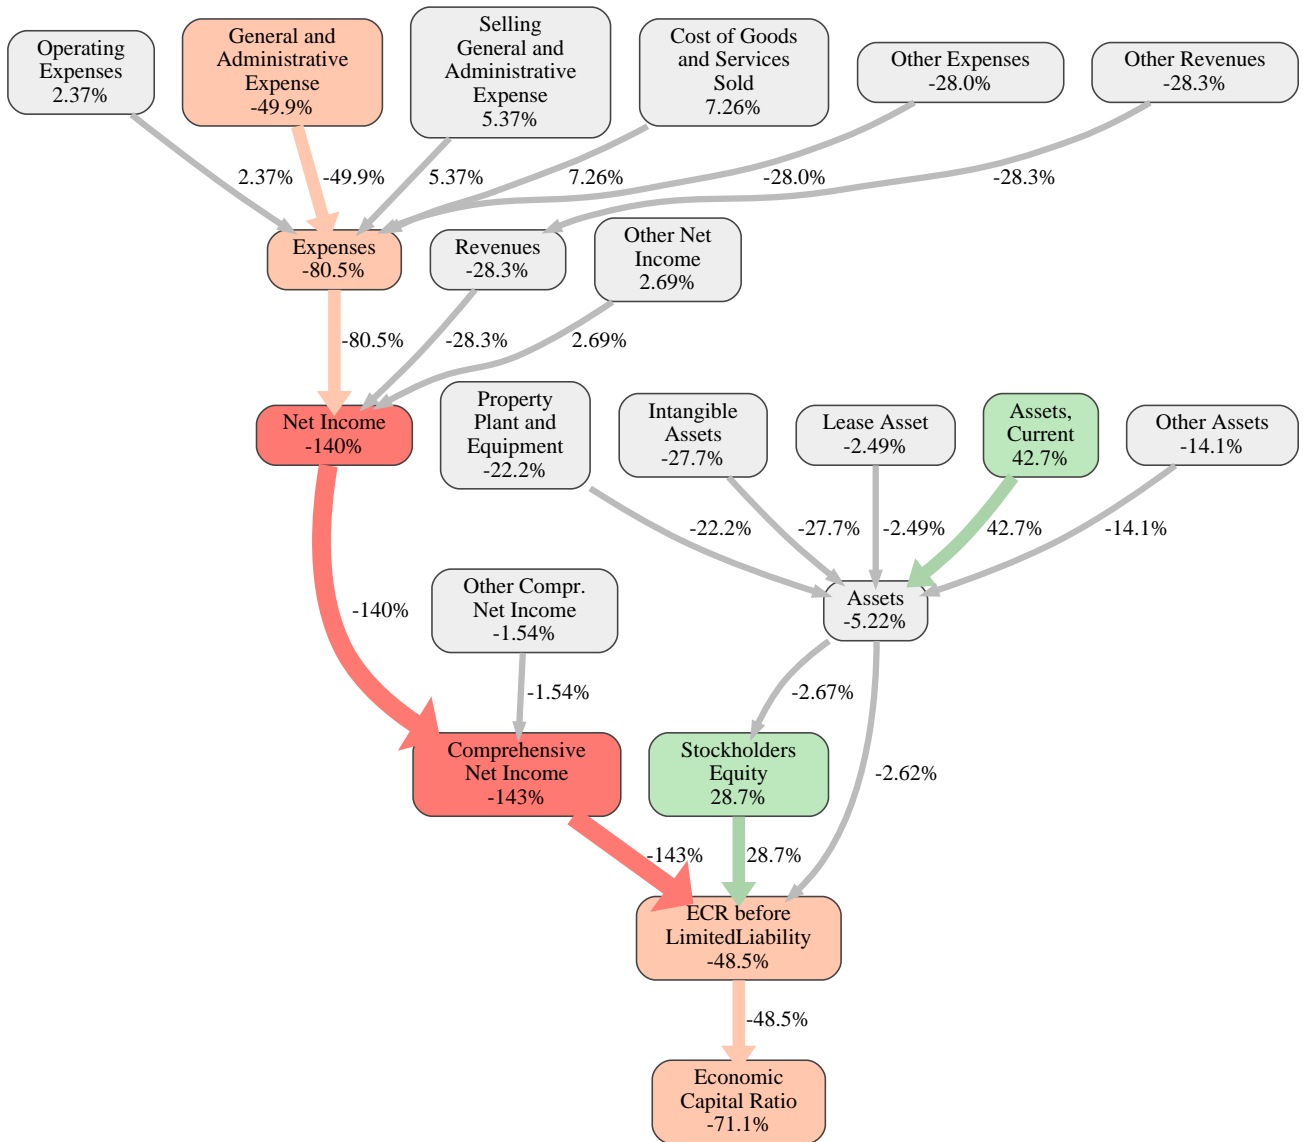 Operating
Expenses
2.37%
General and
Administrative
Expense
-49.9%
Selling
General and
Administrative
Expense
5.37%
Cost of Goods
and Services
Sold
7.26%
Other Expenses
-28.0%
Other Revenues
-28.3%
2.37%
-49.9%
5.37%
7.26%
-28.0%
-28.3%
Expenses
-80.5%
Revenues
-28.3%
Other Net
Income
2.69%
-80.5%
-28.3%
2.69%
Net Income
-140%
Property
Plant and
Equipment
-22.2%
Intangible
Assets
-27.7%
Lease Asset
-2.49%
Assets,
Current
42.7%
Other Assets
-14.1%
-22.2%
-27.7%
-2.49%
42.7%
-14.1%
-140%
Other Compr.
Net Income
-1.54%
Assets
-5.22%
-1.54%
-2.67%
-2.62%
Comprehensive
Net Income
-143%
Stockholders
Equity
28.7%
-143%
28.7%
ECR before
LimitedLiability
-48.5%
-48.5%
Economic
Capital Ratio
-71.1%